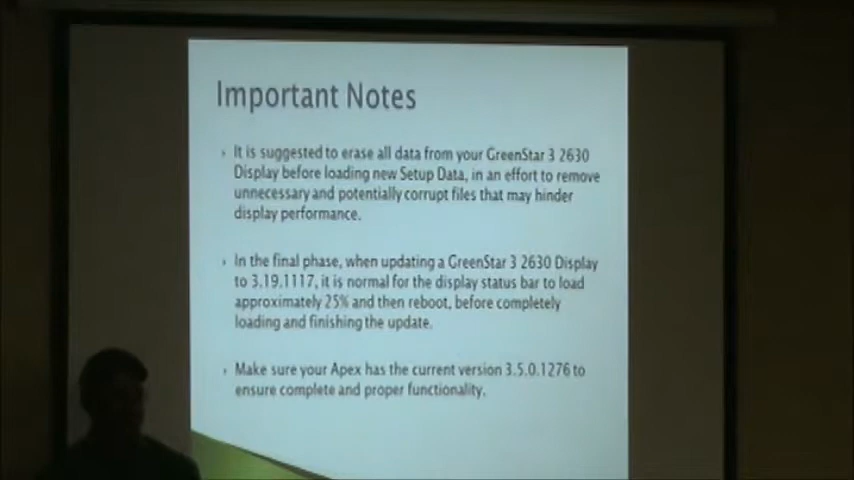 Important Notes
It is suggested to erase all data from your GreenStar 3 2630
Display before loading new Setup Data, in an effort to remove
unnecessary and potentially corrupt files that may hinder
display performance.
In the final phase, when updating a GreenStar 3 2630 Display
to 3.19.1117, it is normal for the display status bar to load
approximately 25% and then reboot, before completely
loading and finishing the update.
Make sure your Apex has the current version 3.5.0.1276 to
ensure complete and proper functionality.